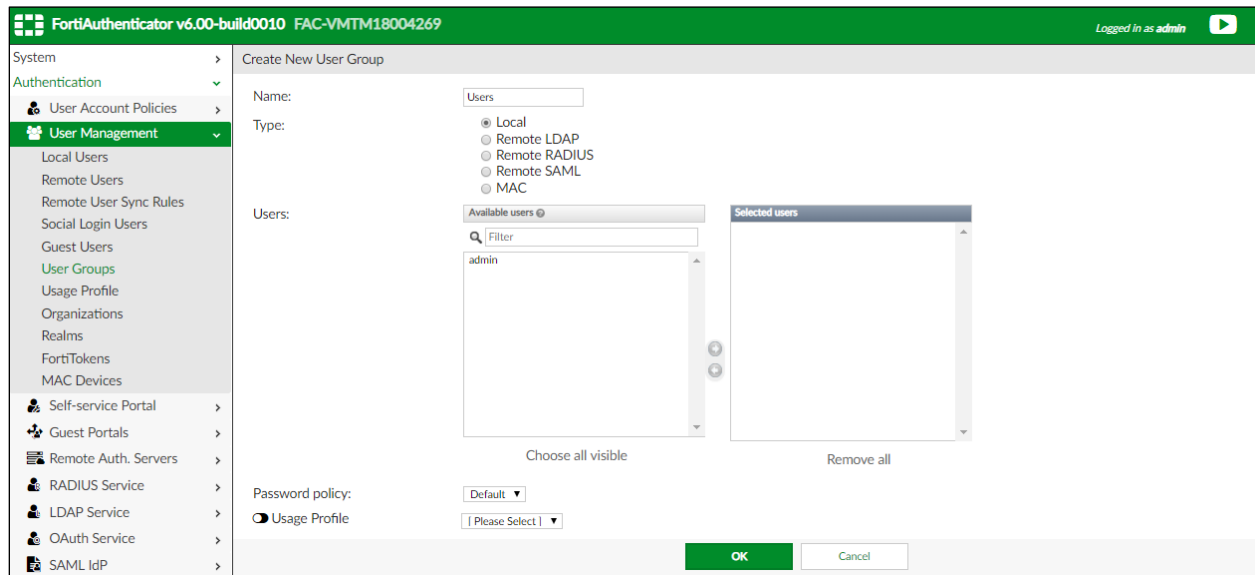 FortiAuthenticator v6.00-build0010 FAC-VMTM18004269
Logged in as admin
System
Authentication
User Account Policies
User Management
Local Users
Remote Users
Remote User Sync Rules
Social Login Users
Guest Users
User Groups
Usage Profile
Organizations
Realms
FortiTokens
MAC Devices
Self-service Portal
Guest Portals
Remote Auth. Servers
RADIUS Service
LDAP Service
OAuth Service
SAML IdP
Create New User Group
Name: Users
Type: Local
Remote LDAP
Remote RADIUS
Remote SAML
MAC
Users: Available users
Filter
admin
Choose all visible
Selected users
Remove all
Password policy: Default
Usage Profile [ Please Select ]
OK Cancel